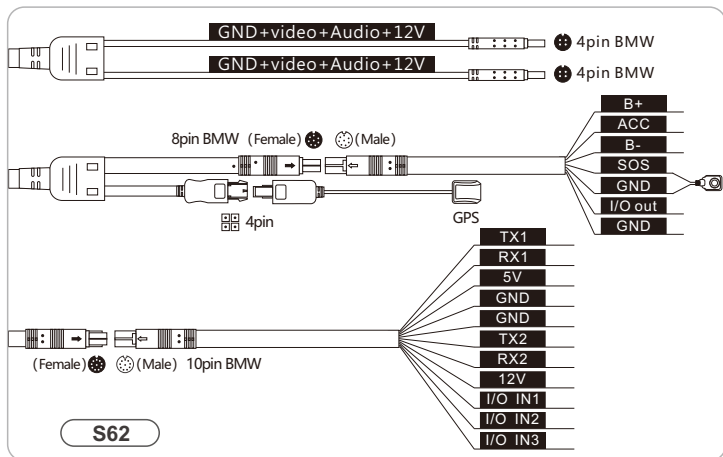 GND+video+Audio+12V
4pin BMW
GND+video+Audio+12V
4pin BMW
8pin BMW (Female) (Male)
B+
ACC
B-
SOS
GND
I/O out
GND
4pin
GPS
TX1
RX1
5V
GND
GND
TX2
RX2
12V
I/O IN1
I/O IN2
I/O IN3
(Female) (Male) 10pin BMW
S62